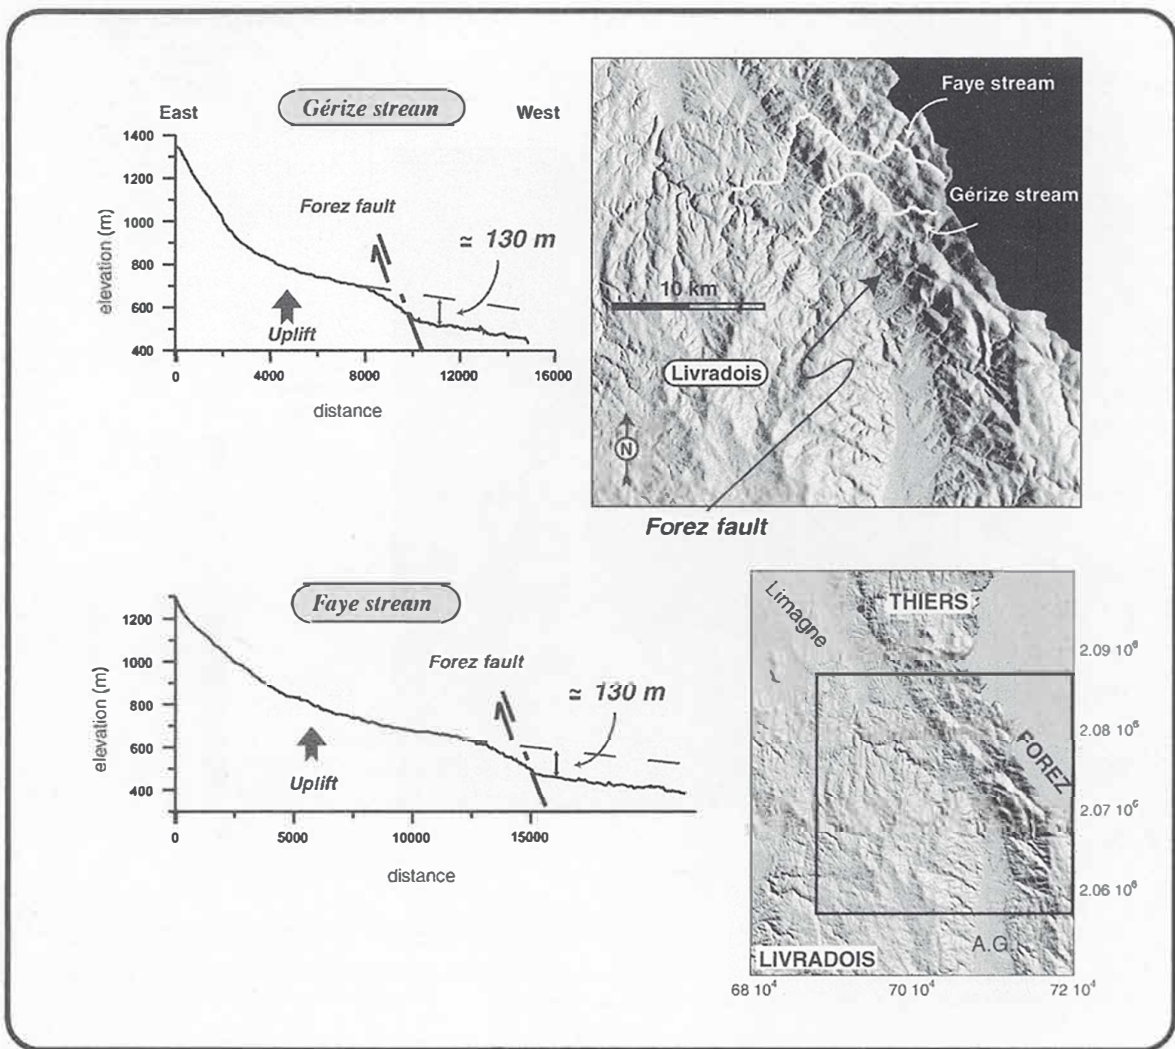 East
Gérize stream
West
1400
1200
1000
800
600
400
elevation (m)
Forez fault
≃ 130 m
Uplift
0
4000
8000
12000
16000
distance
Faye stream
Gérize stream
10 km
Livradois
N
Forez fault
Faye stream
1200
1000
800
600
400
elevation (m)
Forez fault
≃ 130 m
Uplift
0
5000
10000
15000
distance
Limagne
THIERS
FOREZ
A.G.
LIVRADOIS
2.09 10⁶
2.08 10⁶
2.07 10⁶
2.06 10⁶
68 10⁴
70 10⁴
72 10⁴